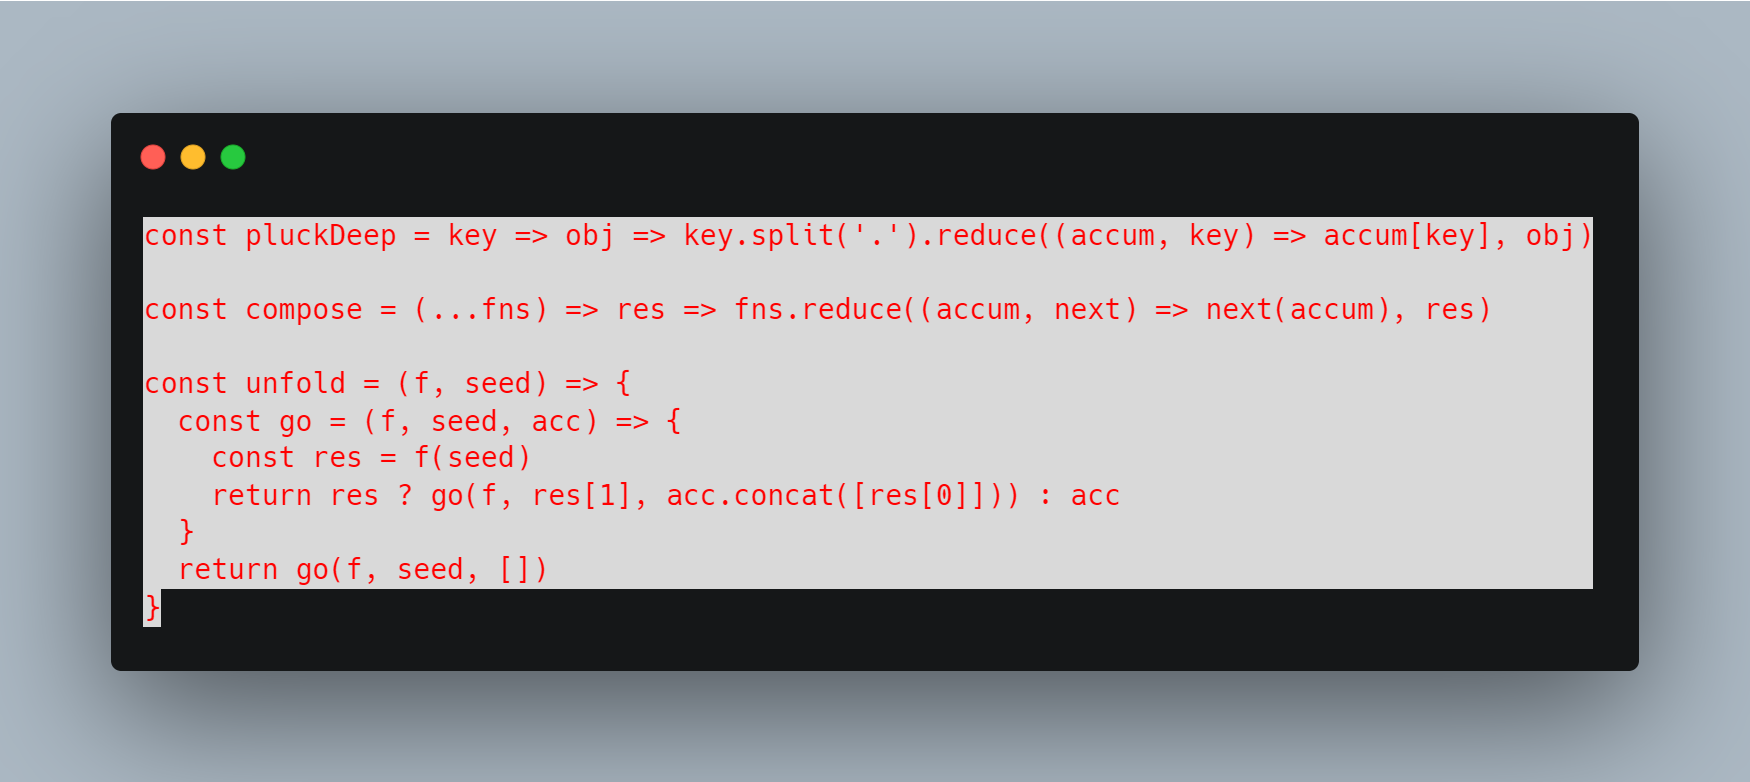 const pluckDeep = key => obj => key.split('.').reduce((accum, key) => accum[key], obj)

const compose = (...fns) => res => fns.reduce((accum, next) => next(accum), res)

const unfold = (f, seed) => {
  const go = (f, seed, acc) => {
    const res = f(seed)
    return res ? go(f, res[1], acc.concat([res[0]])) : acc
  }
  return go(f, seed, [])
}